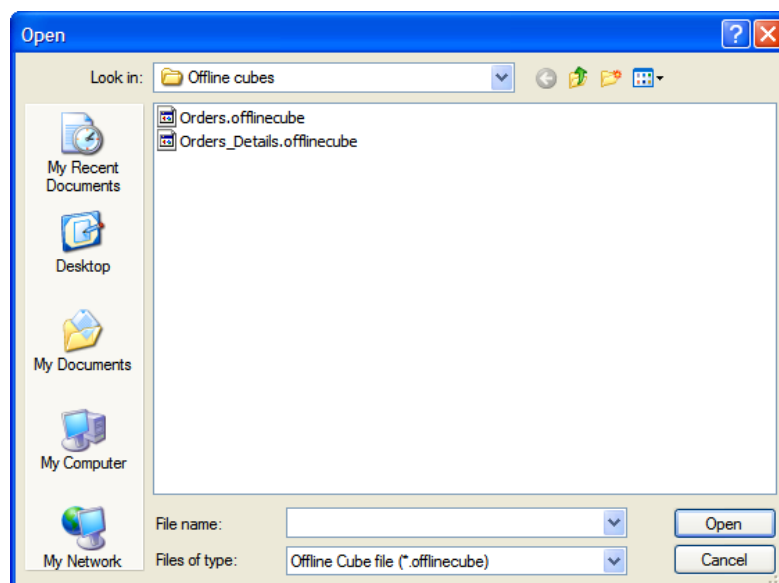 Open
Look in:
Offline cubes
Orders.offlinecube
Orders_Details.offlinecube
My Recent
Documents
Desktop
My Documents
My Computer
My Network
File name:
Open
Files of type:
Offline Cube file (*.offlinecube)
Cancel